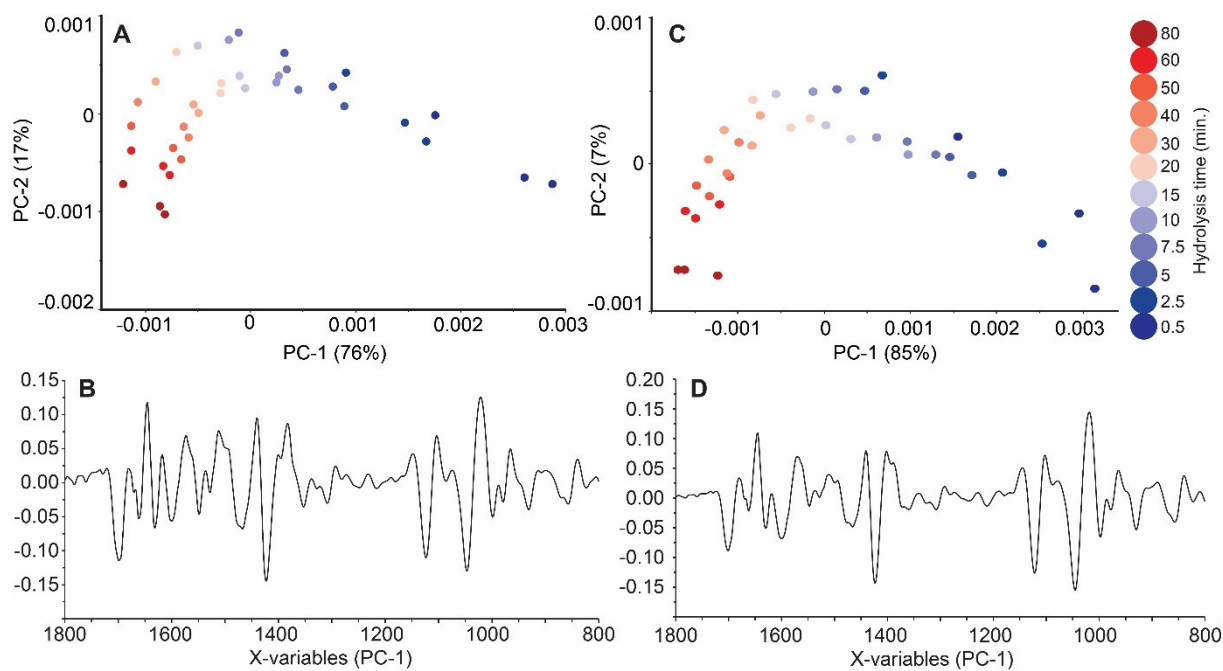 A
0.001
0
-0.001
-0.002
PC-2 (17%)
-0.001 0 0.001 0.002 0.003
PC-1 (76%)
C
0.001
0
-0.001
PC-2 (7%)
-0.001 0 0.001 0.002 0.003
PC-1 (85%)
80
60
50
40
30
20
15
10
7.5
5
2.5
0.5
Hydrolysis time (min.)
B
0.15
0.10
0.05
0.00
-0.05
-0.10
-0.15
1800 1600 1400 1200 1000 800
X-variables (PC-1)
D
0.20
0.15
0.10
0.05
0.00
-0.05
-0.10
-0.15
1800 1600 1400 1200 1000 800
X-variables (PC-1)